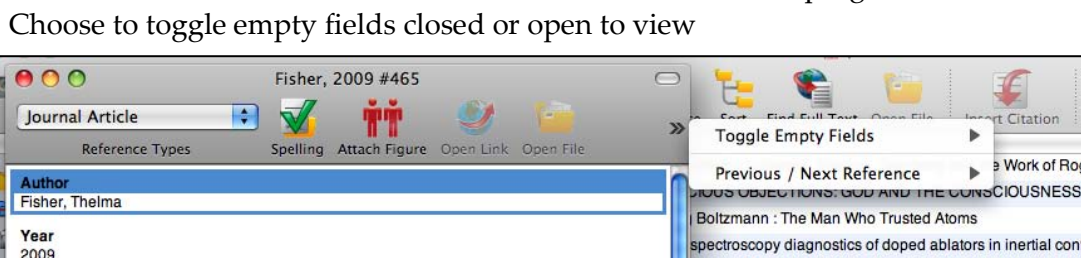 Choose to toggle empty fields closed or open to view
Fisher, 2009 #465
Journal Article
Reference Types
Spelling Attach Figure Open Link Open File
»
Sort Find Full Text Open File Insert Citation
Toggle Empty Fields
Previous / Next Reference
e Work of Rog
CIOUS OBJECTIONS: GOD AND THE CONSCIOUSNESS
Boltzmann : The Man Who Trusted Atoms
spectroscopy diagnostics of doped ablators in inertial con
Author
Fisher, Thelma
Year
2009